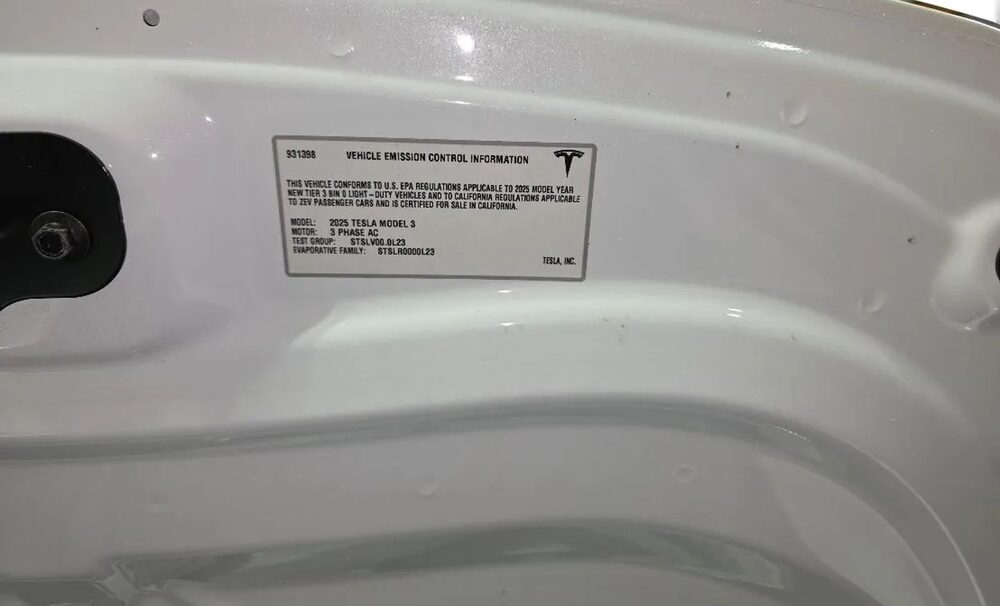 931398 VEHICLE EMISSION CONTROL INFORMATION
THIS VEHICLE CONFORMS TO U.S. EPA REGULATIONS APPLICABLE TO 2025 MODEL YEAR
NEW TIER 3 BIN 0 LIGHT-DUTY VEHICLES AND TO CALIFORNIA REGULATIONS APPLICABLE
TO ZEV PASSENGER CARS AND IS CERTIFIED FOR SALE IN CALIFORNIA.
MODEL: 2025 TESLA MODEL 3
MOTOR: 3 PHASE AC
TEST GROUP: STSLV00.0L23
EVAPORATIVE FAMILY: STSLR0000L23
TESLA, INC.